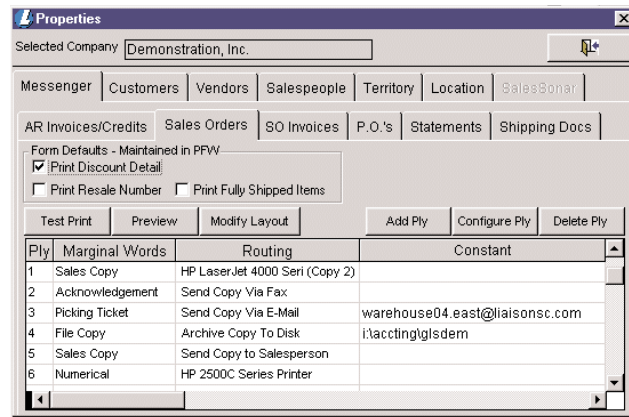 Properties
Selected Company Demonstration, Inc.
Messenger Customers Vendors Salespeople Territory Location SalesSonar
AR Invoices/Credits Sales Orders SO Invoices P.O.'s Statements Shipping Docs
Form Defaults - Maintained in PFW
Print Discount Detail
Print Resale Number Print Fully Shipped Items
Test Print Preview Modify Layout Add Ply Configure Ply Delete Ply
Ply Marginal Words Routing Constant
1 Sales Copy HP LaserJet 4000 Seri (Copy 2)
2 Acknowledgement Send Copy Via Fax
3 Picking Ticket Send Copy Via E-Mail warehouse04.east@liaisonsc.com
4 File Copy Archive Copy To Disk i:\accting\glsdem
5 Sales Copy Send Copy to Salesperson
6 Numerical HP 2500C Series Printer